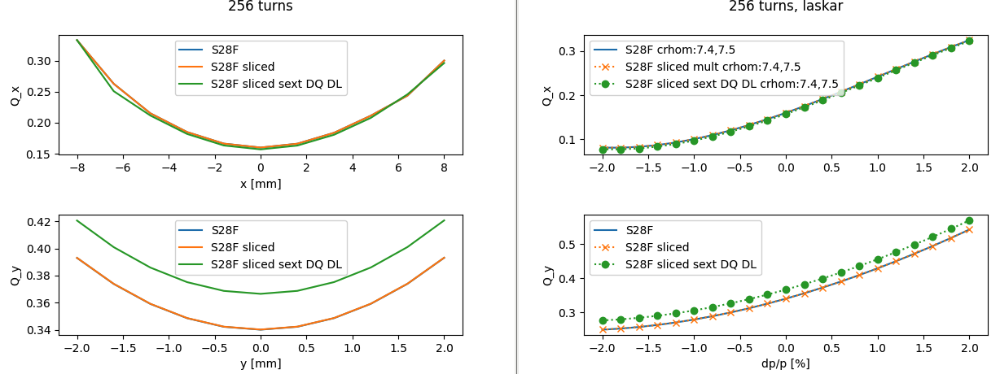 256 turns
Q_x
0.30
0.25
0.20
0.15
S28F
S28F sliced
S28F sliced sext DQ DL
−8 −6 −4 −2 0 2 4 6 8
x [mm]
Q_y
0.42
0.40
0.38
0.36
0.34
S28F
S28F sliced
S28F sliced sext DQ DL
−2.0 −1.5 −1.0 −0.5 0.0 0.5 1.0 1.5 2.0
y [mm]
256 turns, laskar
Q_x
0.3
0.2
0.1
S28F crhom:7.4,7.5
S28F sliced mult crhom:7.4,7.5
S28F sliced sext DQ DL crhom:7.4,7.5
−2.0 −1.5 −1.0 −0.5 0.0 0.5 1.0 1.5 2.0
Q_y
0.5
0.4
0.3
S28F
S28F sliced
S28F sliced sext DQ DL
−2.0 −1.5 −1.0 −0.5 0.0 0.5 1.0 1.5 2.0
dp/p [%]